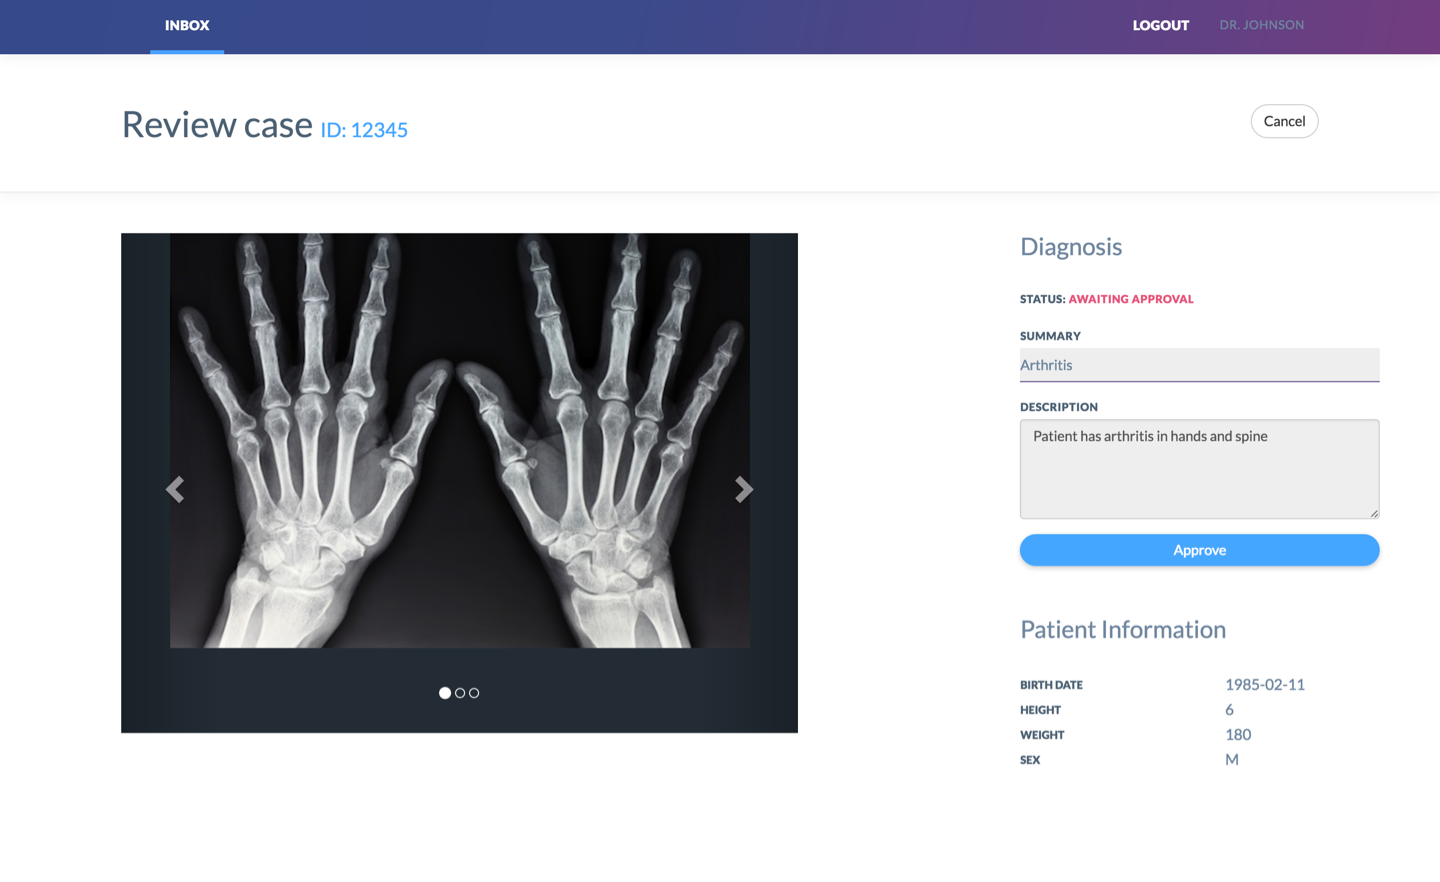 INBOX
LOGOUT
DR. JOHNSON
Review case ID: 12345
Cancel
Diagnosis
STATUS: AWAITING APPROVAL
SUMMARY
Arthritis
DESCRIPTION
Patient has arthritis in hands and spine
Approve
Patient Information
BIRTH DATE 1985-02-11
HEIGHT 6
WEIGHT 180
SEX M